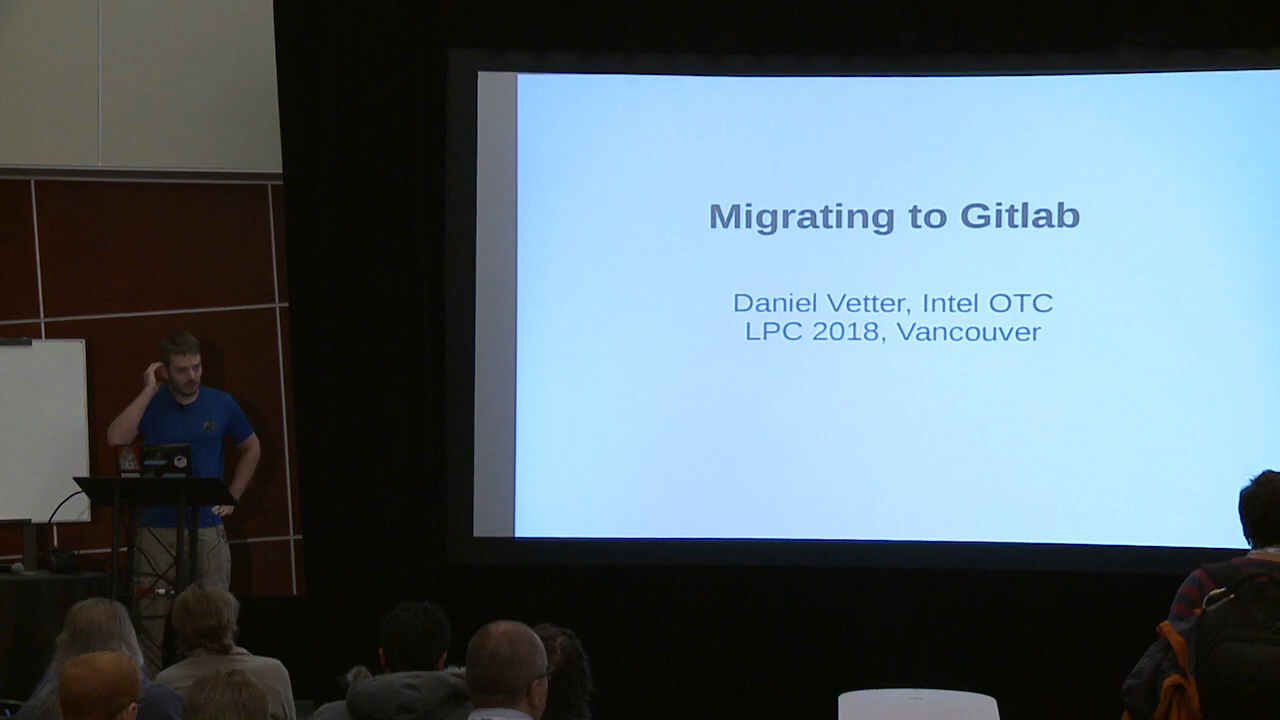 Migrating to Gitlab
Daniel Vetter, Intel OTC
LPC 2018, Vancouver